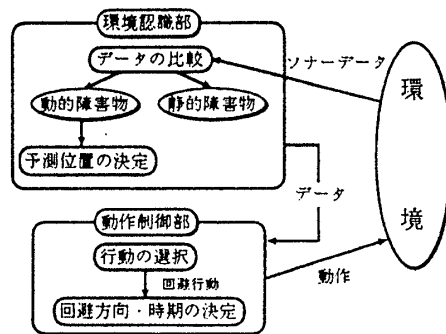 環境認識部
データの比較
ソナーデータ
動的障害物
静的障害物
予測位置の決定
環境
データ
動作制御部
行動の選択
回避行動
動作
回避方向・時期の決定